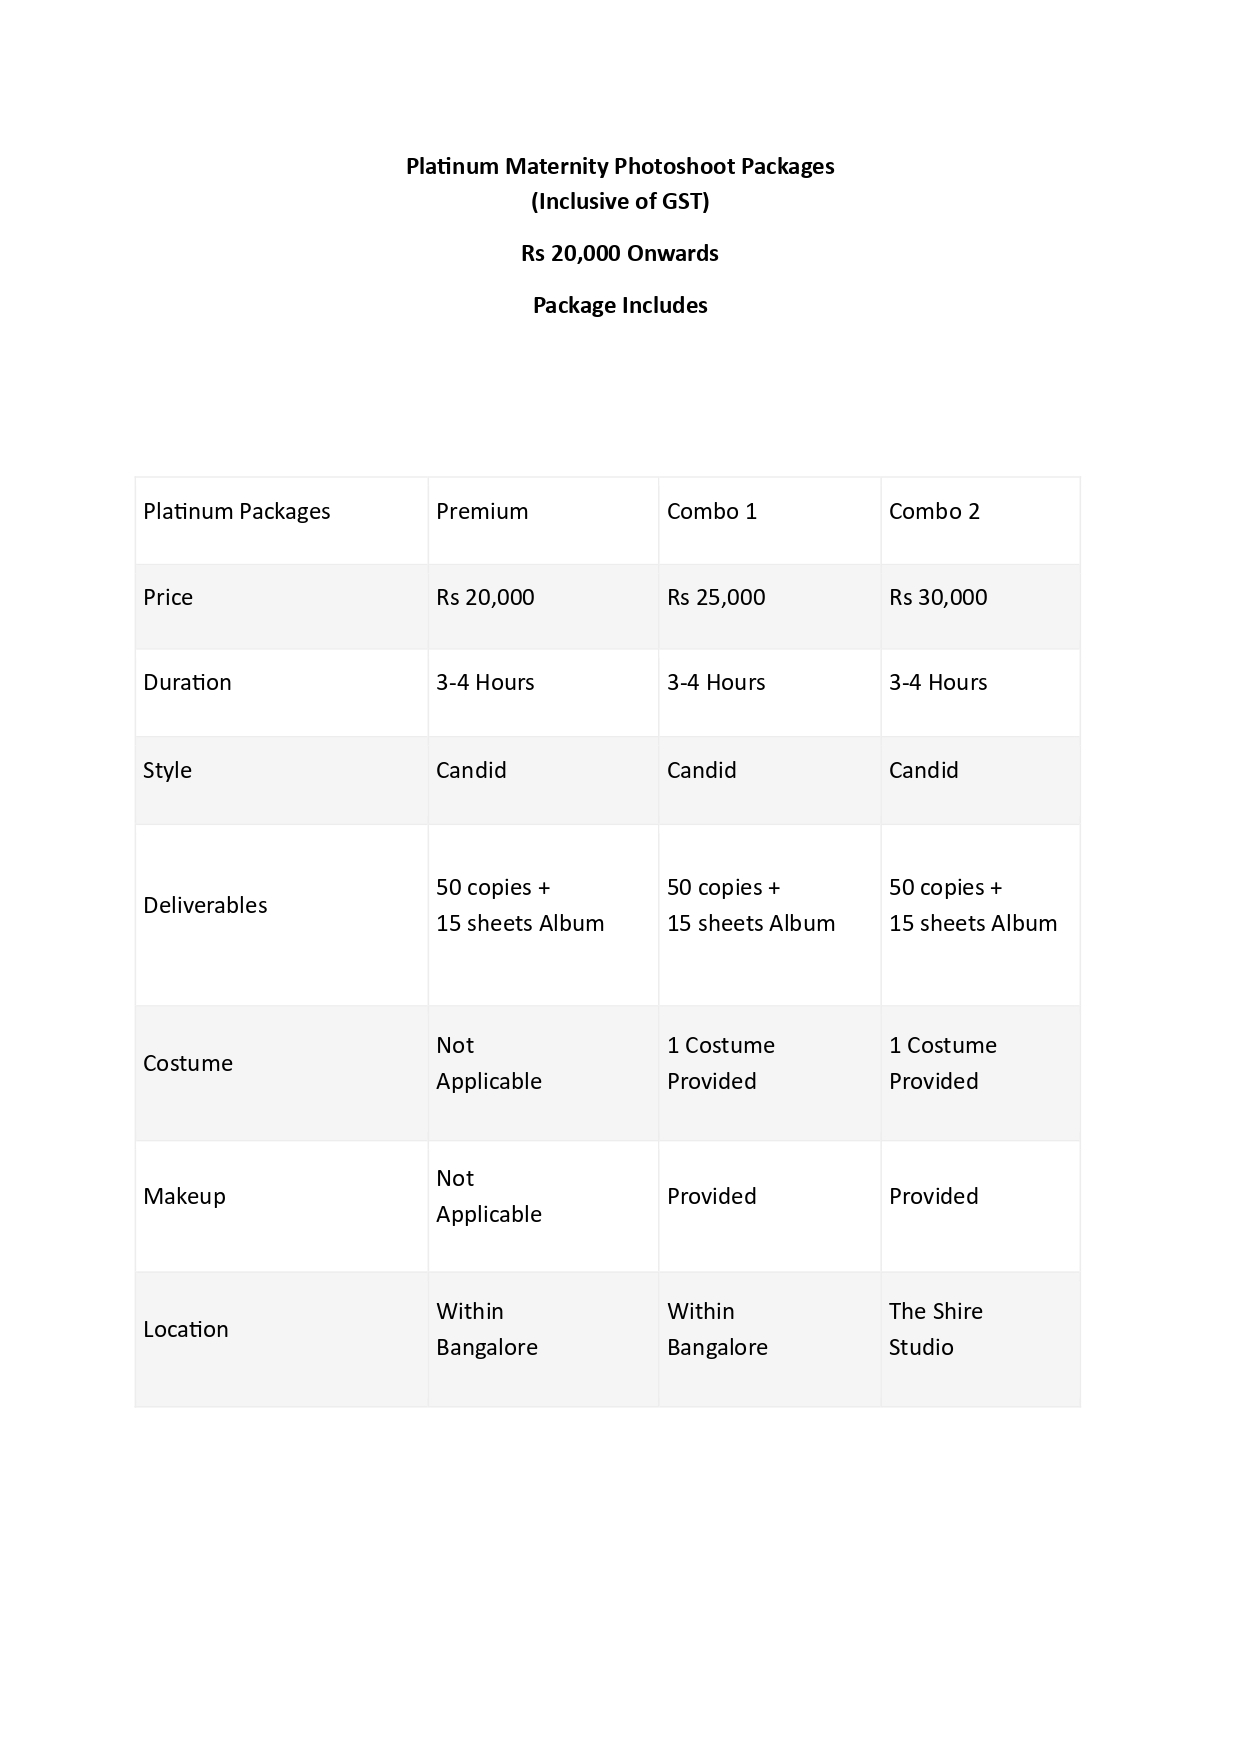 Platinum Maternity Photoshoot Packages
(Inclusive of GST)
Rs 20,000 Onwards
Package Includes
Platinum Packages Premium Combo 1 Combo 2
Price Rs 20,000 Rs 25,000 Rs 30,000
Duration 3-4 Hours 3-4 Hours 3-4 Hours
Style Candid Candid Candid
Deliverables
50 copies +
15 sheets Album
50 copies +
15 sheets Album
50 copies +
15 sheets Album
Costume
Not
Applicable
1 Costume
Provided
1 Costume
Provided
Makeup
Not
Applicable
Provided
Provided
Location
Within
Bangalore
Within
Bangalore
The Shire
Studio